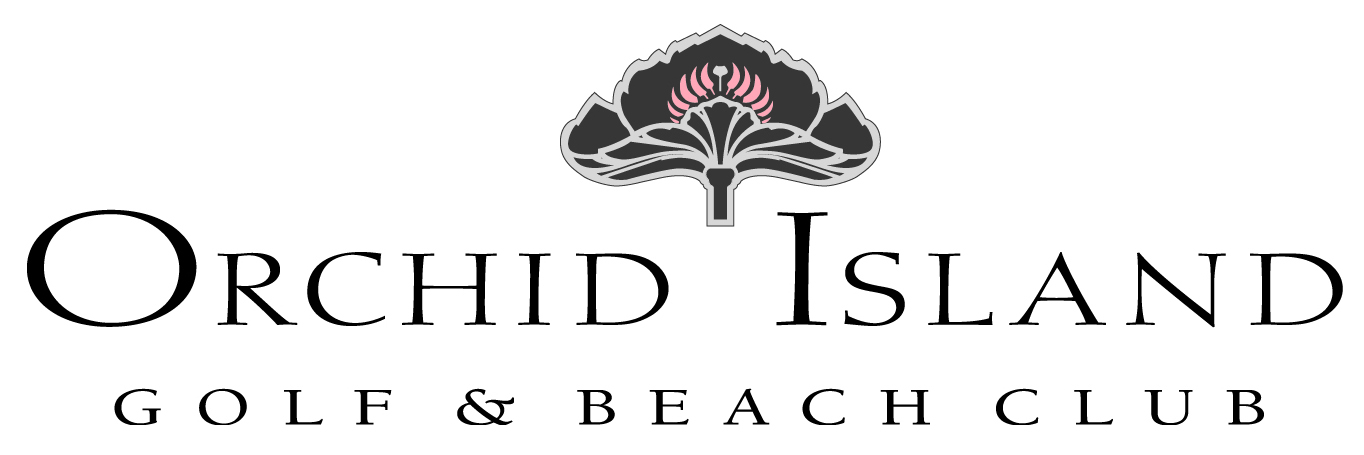 ORCHID ISLAND
GOLF & BEACH CLUB